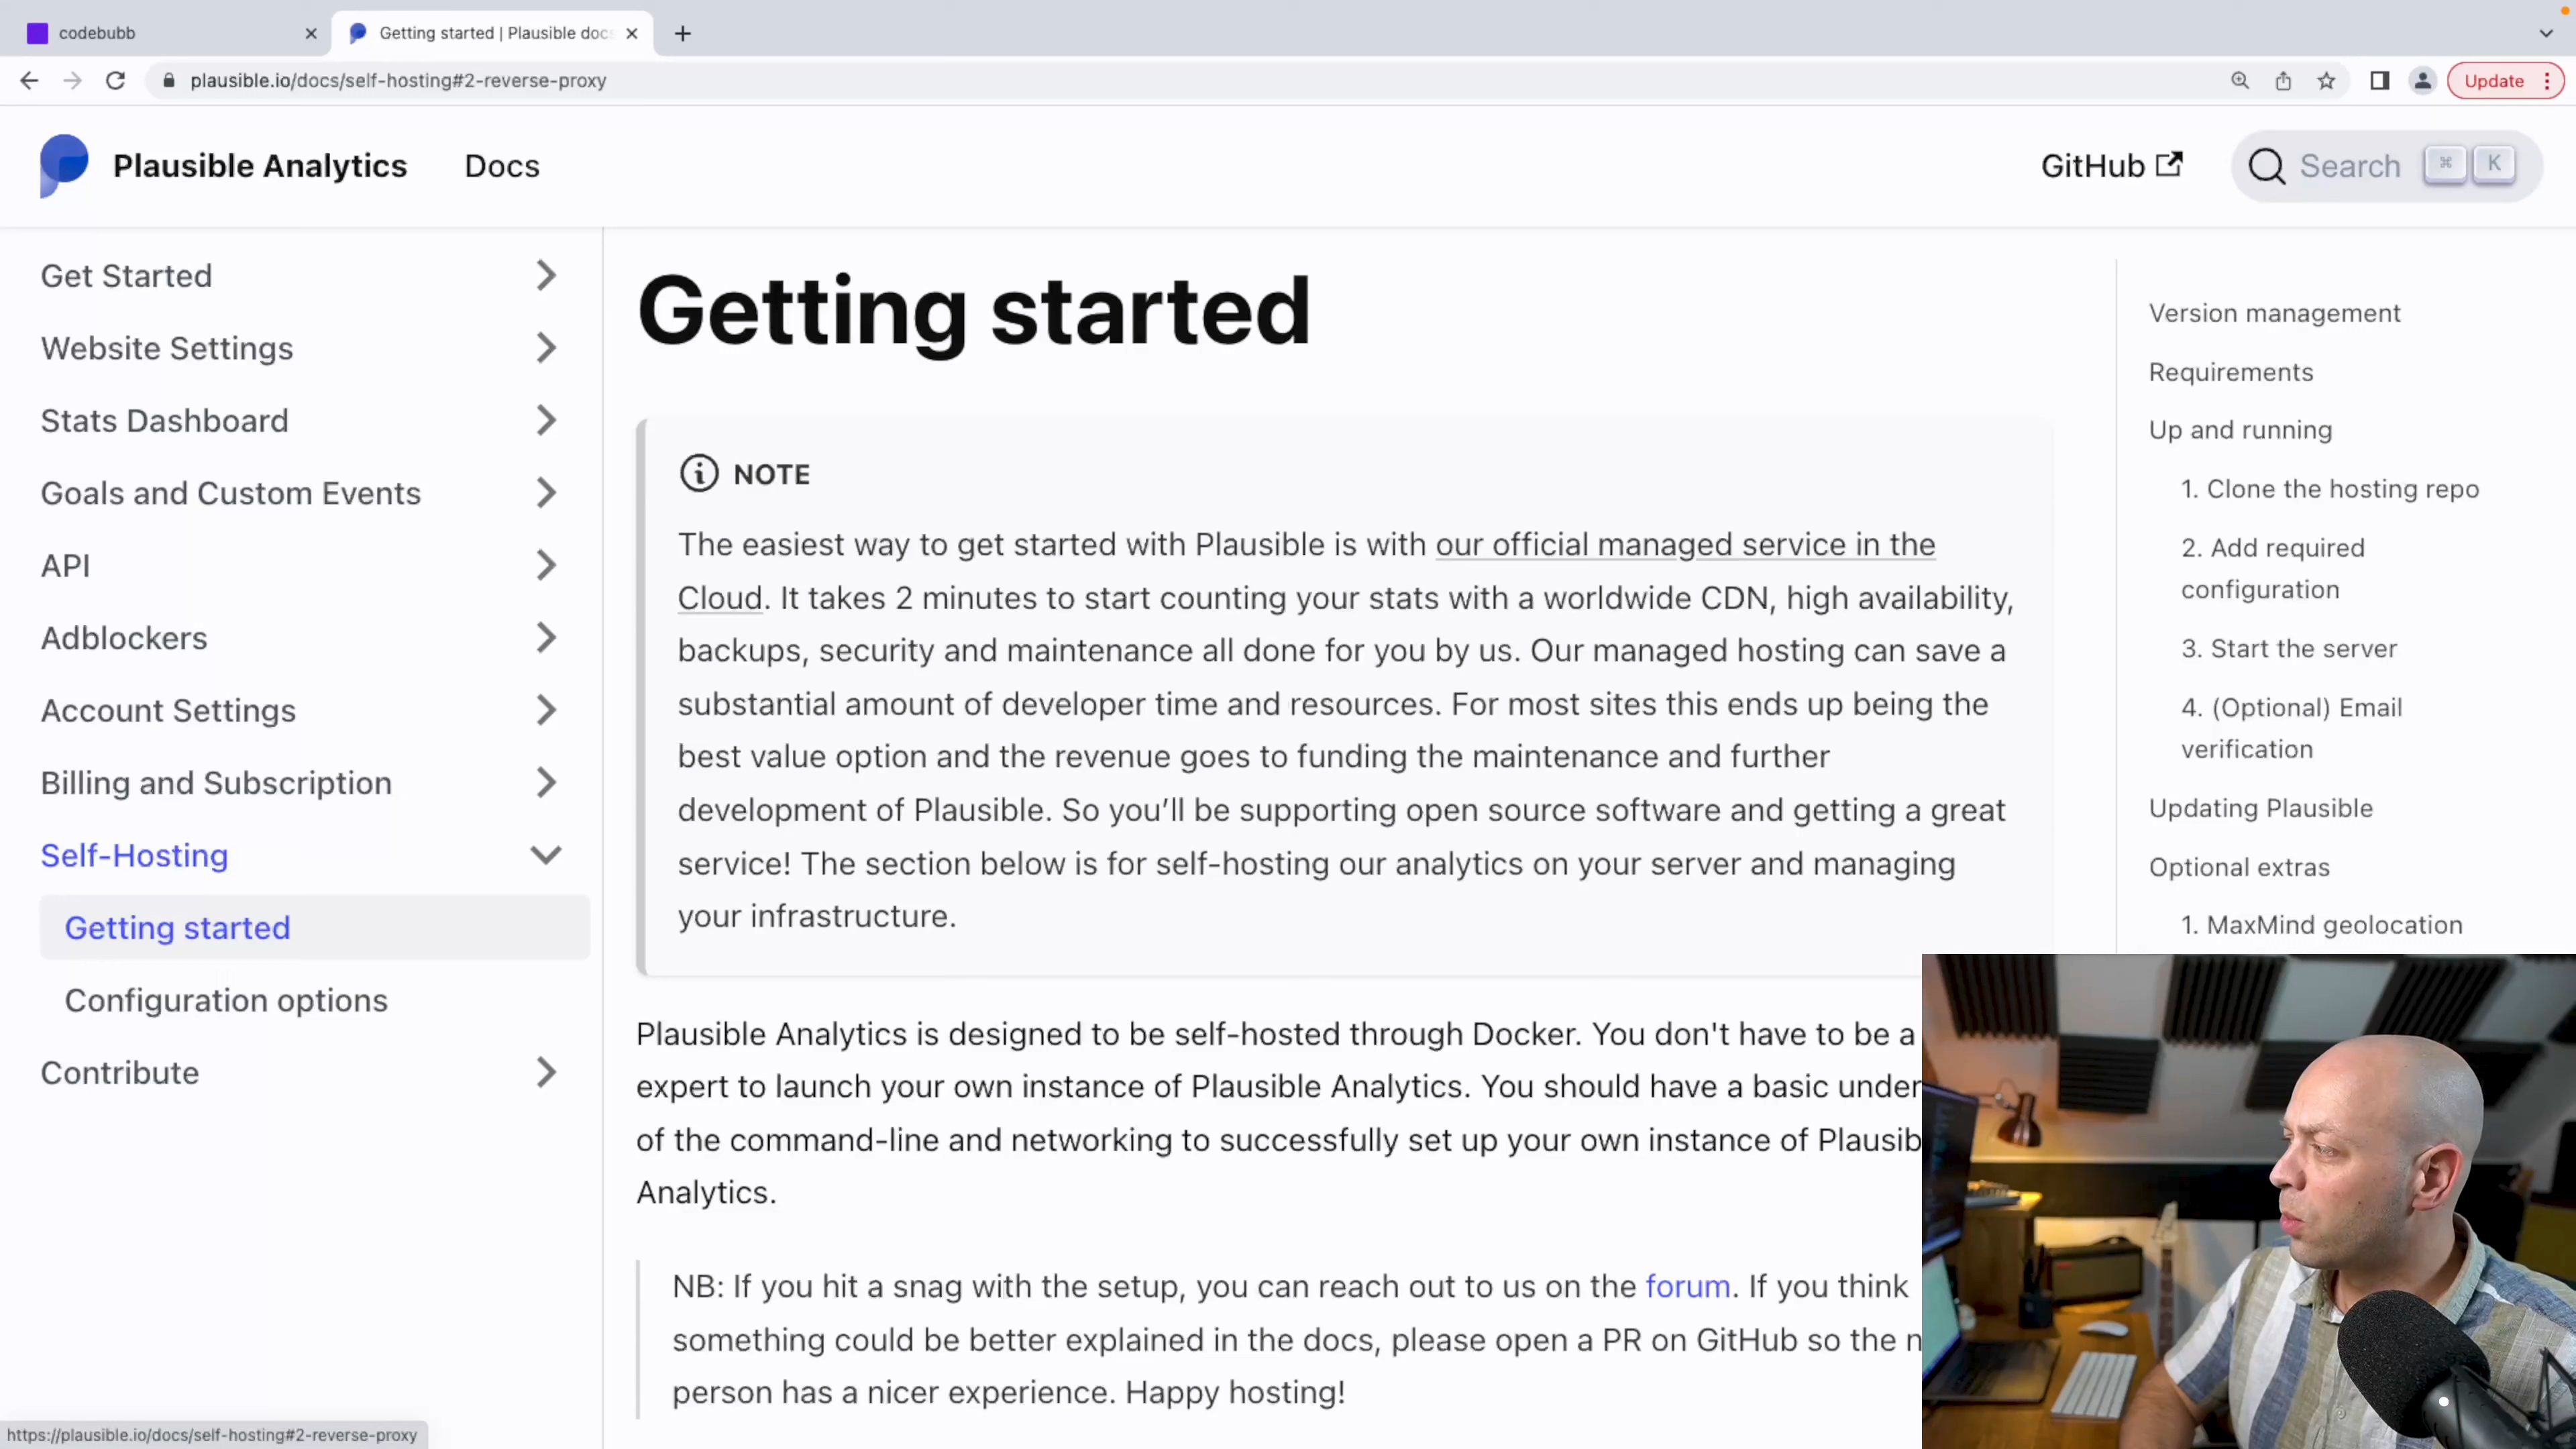 codebubb
Getting started | Plausible docs
plausible.io/docs/self-hosting#2-reverse-proxy
Update
Plausible Analytics
Docs
GitHub
Search
⌘
K
Get Started
Website Settings
Stats Dashboard
Goals and Custom Events
API
Adblockers
Account Settings
Billing and Subscription
Self-Hosting
Getting started
Configuration options
Contribute
Getting started
NOTE
The easiest way to get started with Plausible is with our official managed service in the
Cloud. It takes 2 minutes to start counting your stats with a worldwide CDN, high availability,
backups, security and maintenance all done for you by us. Our managed hosting can save a
substantial amount of developer time and resources. For most sites this ends up being the
best value option and the revenue goes to funding the maintenance and further
development of Plausible. So you’ll be supporting open source software and getting a great
service! The section below is for self-hosting our analytics on your server and managing
your infrastructure.
Plausible Analytics is designed to be self-hosted through Docker. You don't have to be a
expert to launch your own instance of Plausible Analytics. You should have a basic under
of the command-line and networking to successfully set up your own instance of Plausib
Analytics.
NB: If you hit a snag with the setup, you can reach out to us on the forum. If you think
something could be better explained in the docs, please open a PR on GitHub so the n
person has a nicer experience. Happy hosting!
Version management
Requirements
Up and running
1. Clone the hosting repo
2. Add required
configuration
3. Start the server
4. (Optional) Email
verification
Updating Plausible
Optional extras
1. MaxMind geolocation
https://plausible.io/docs/self-hosting#2-reverse-proxy